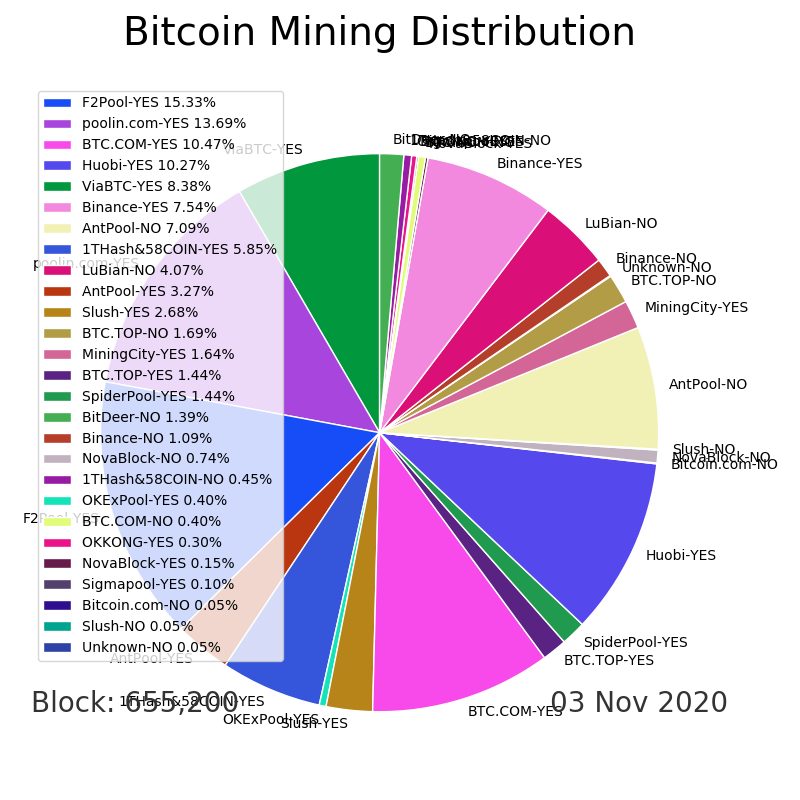 Bitcoin Mining Distribution
F2Pool-YES 15.33%
poolin.com-YES 13.69%
BTC.COM-YES 10.47%
Huobi-YES 10.27%
ViaBTC-YES 8.38%
Binance-YES 7.54%
AntPool-NO 7.09%
1THash&58COIN-YES 5.85%
LuBian-NO 4.07%
AntPool-YES 3.27%
Slush-YES 2.68%
BTC.TOP-NO 1.69%
MiningCity-YES 1.64%
BTC.TOP-YES 1.44%
SpiderPool-YES 1.44%
BitDeer-NO 1.39%
Binance-NO 1.09%
NovaBlock-NO 0.74%
1THash&58COIN-NO 0.45%
OKExPool-YES 0.40%
BTC.COM-NO 0.40%
OKKONG-YES 0.30%
NovaBlock-YES 0.15%
Sigmapool-YES 0.10%
Bitcoin.com-NO 0.05%
Slush-NO 0.05%
Unknown-NO 0.05%
ViaBTC-YES
poolin.com-YES
F2Pool-YES
AntPool-YES
1THash&58COIN-YES
OKExPool-YES
Slush-YES
BTC.COM-YES
BTC.TOP-YES
SpiderPool-YES
Huobi-YES
Bitcoin.com-NO
NovaBlock-NO
Slush-NO
AntPool-NO
MiningCity-YES
BTC.TOP-NO
Unknown-NO
Binance-NO
LuBian-NO
Binance-YES
Block: 655,200
03 Nov 2020